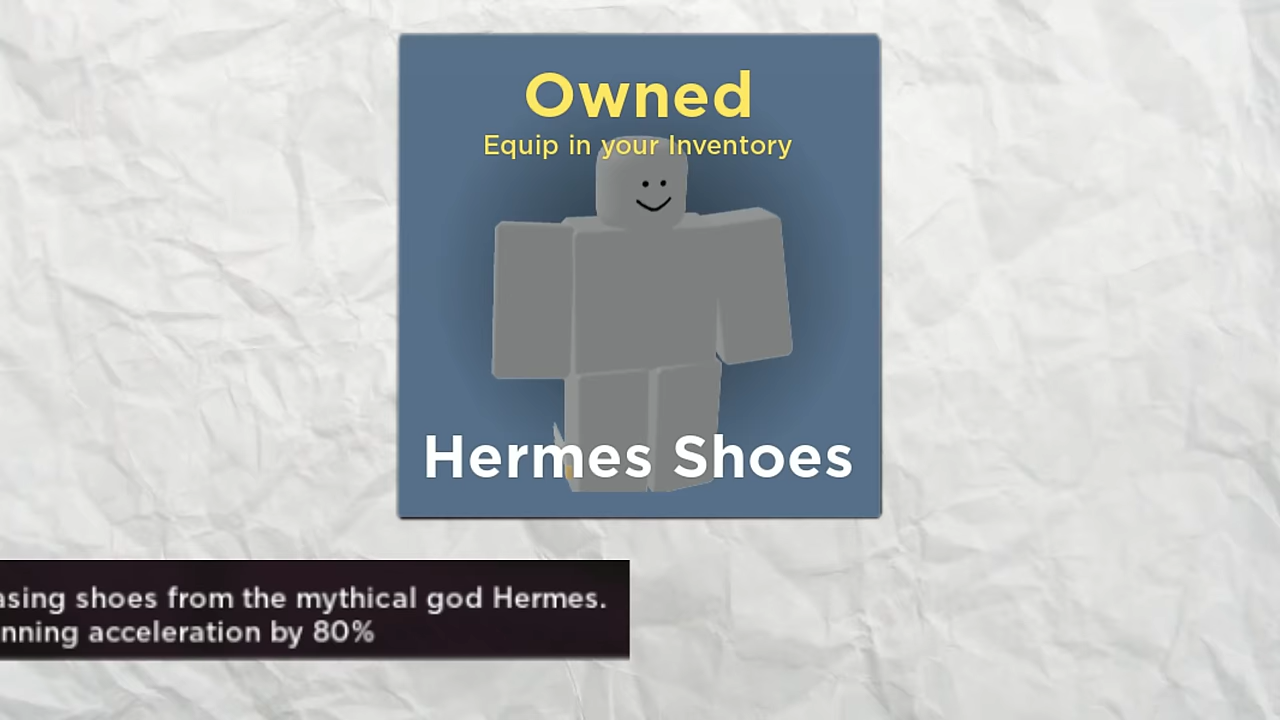 Owned
Equip in your Inventory
Hermes Shoes
asing shoes from the mythical god Hermes.
nning acceleration by 80%